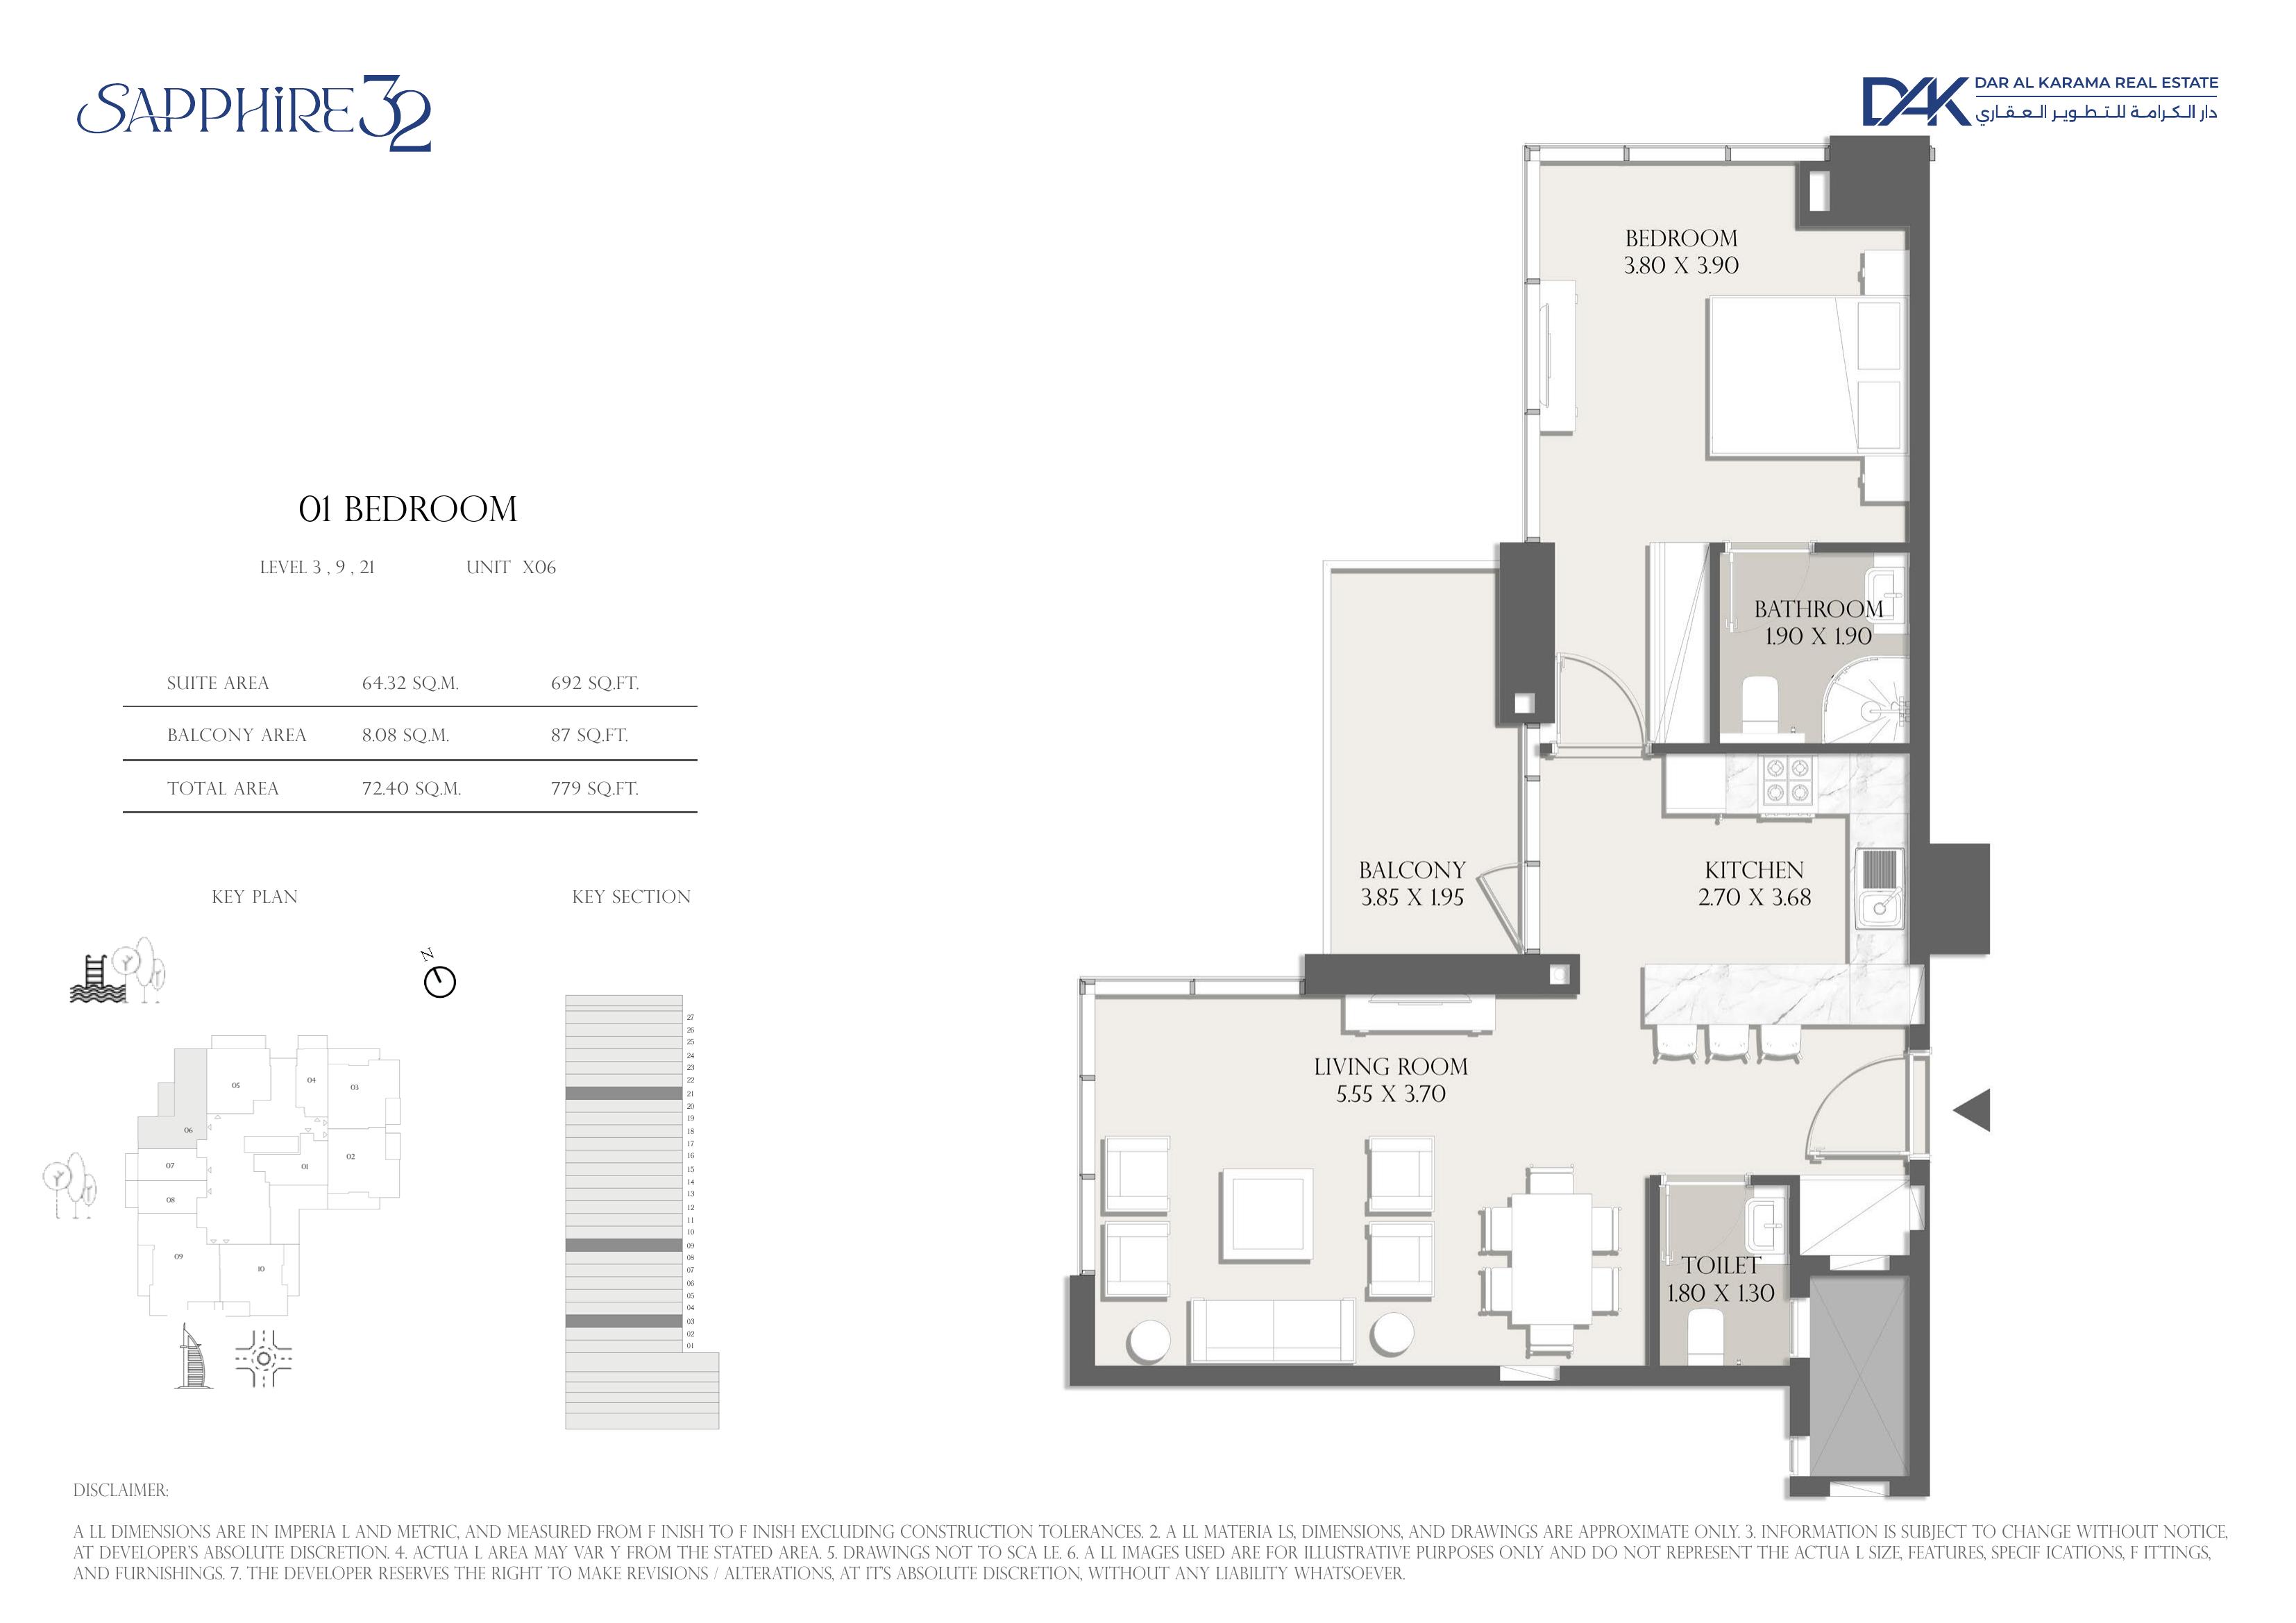 SAPPHIRE 32
DAK DAR AL KARAMA REAL ESTATE
دار الكرامة للتطوير العقاري
01 BEDROOM
LEVEL 3 , 9 , 21 UNIT X06
SUITE AREA 64.32 SQ.M. 692 SQ.FT.
BALCONY AREA 8.08 SQ.M. 87 SQ.FT.
TOTAL AREA 72.40 SQ.M. 779 SQ.FT.
KEY PLAN
KEY SECTION
N
05
04
03
06
07
08
01
02
09
10
27
26
25
24
23
22
21
20
19
18
17
16
15
14
13
12
11
10
09
08
07
06
05
04
03
02
01
BEDROOM
3.80 X 3.90
BATHROOM
1.90 X 1.90
BALCONY
3.85 X 1.95
KITCHEN
2.70 X 3.68
LIVING ROOM
5.55 X 3.70
TOILET
1.80 X 1.30
DISCLAIMER:
A LL DIMENSIONS ARE IN IMPERIA L AND METRIC, AND MEASURED FROM F INISH TO F INISH EXCLUDING CONSTRUCTION TOLERANCES. 2. A LL MATERIA LS, DIMENSIONS, AND DRAWINGS ARE APPROXIMATE ONLY. 3. INFORMATION IS SUBJECT TO CHANGE WITHOUT NOTICE,
AT DEVELOPER'S ABSOLUTE DISCRETION. 4. ACTUA L AREA MAY VAR Y FROM THE STATED AREA. 5. DRAWINGS NOT TO SCA LE. 6. A LL IMAGES USED ARE FOR ILLUSTRATIVE PURPOSES ONLY AND DO NOT REPRESENT THE ACTUA L SIZE, FEATURES, SPECIF ICATIONS, F ITTINGS,
AND FURNISHINGS. 7. THE DEVELOPER RESERVES THE RIGHT TO MAKE REVISIONS / ALTERATIONS, AT IT'S ABSOLUTE DISCRETION, WITHOUT ANY LIABILITY WHATSOEVER.